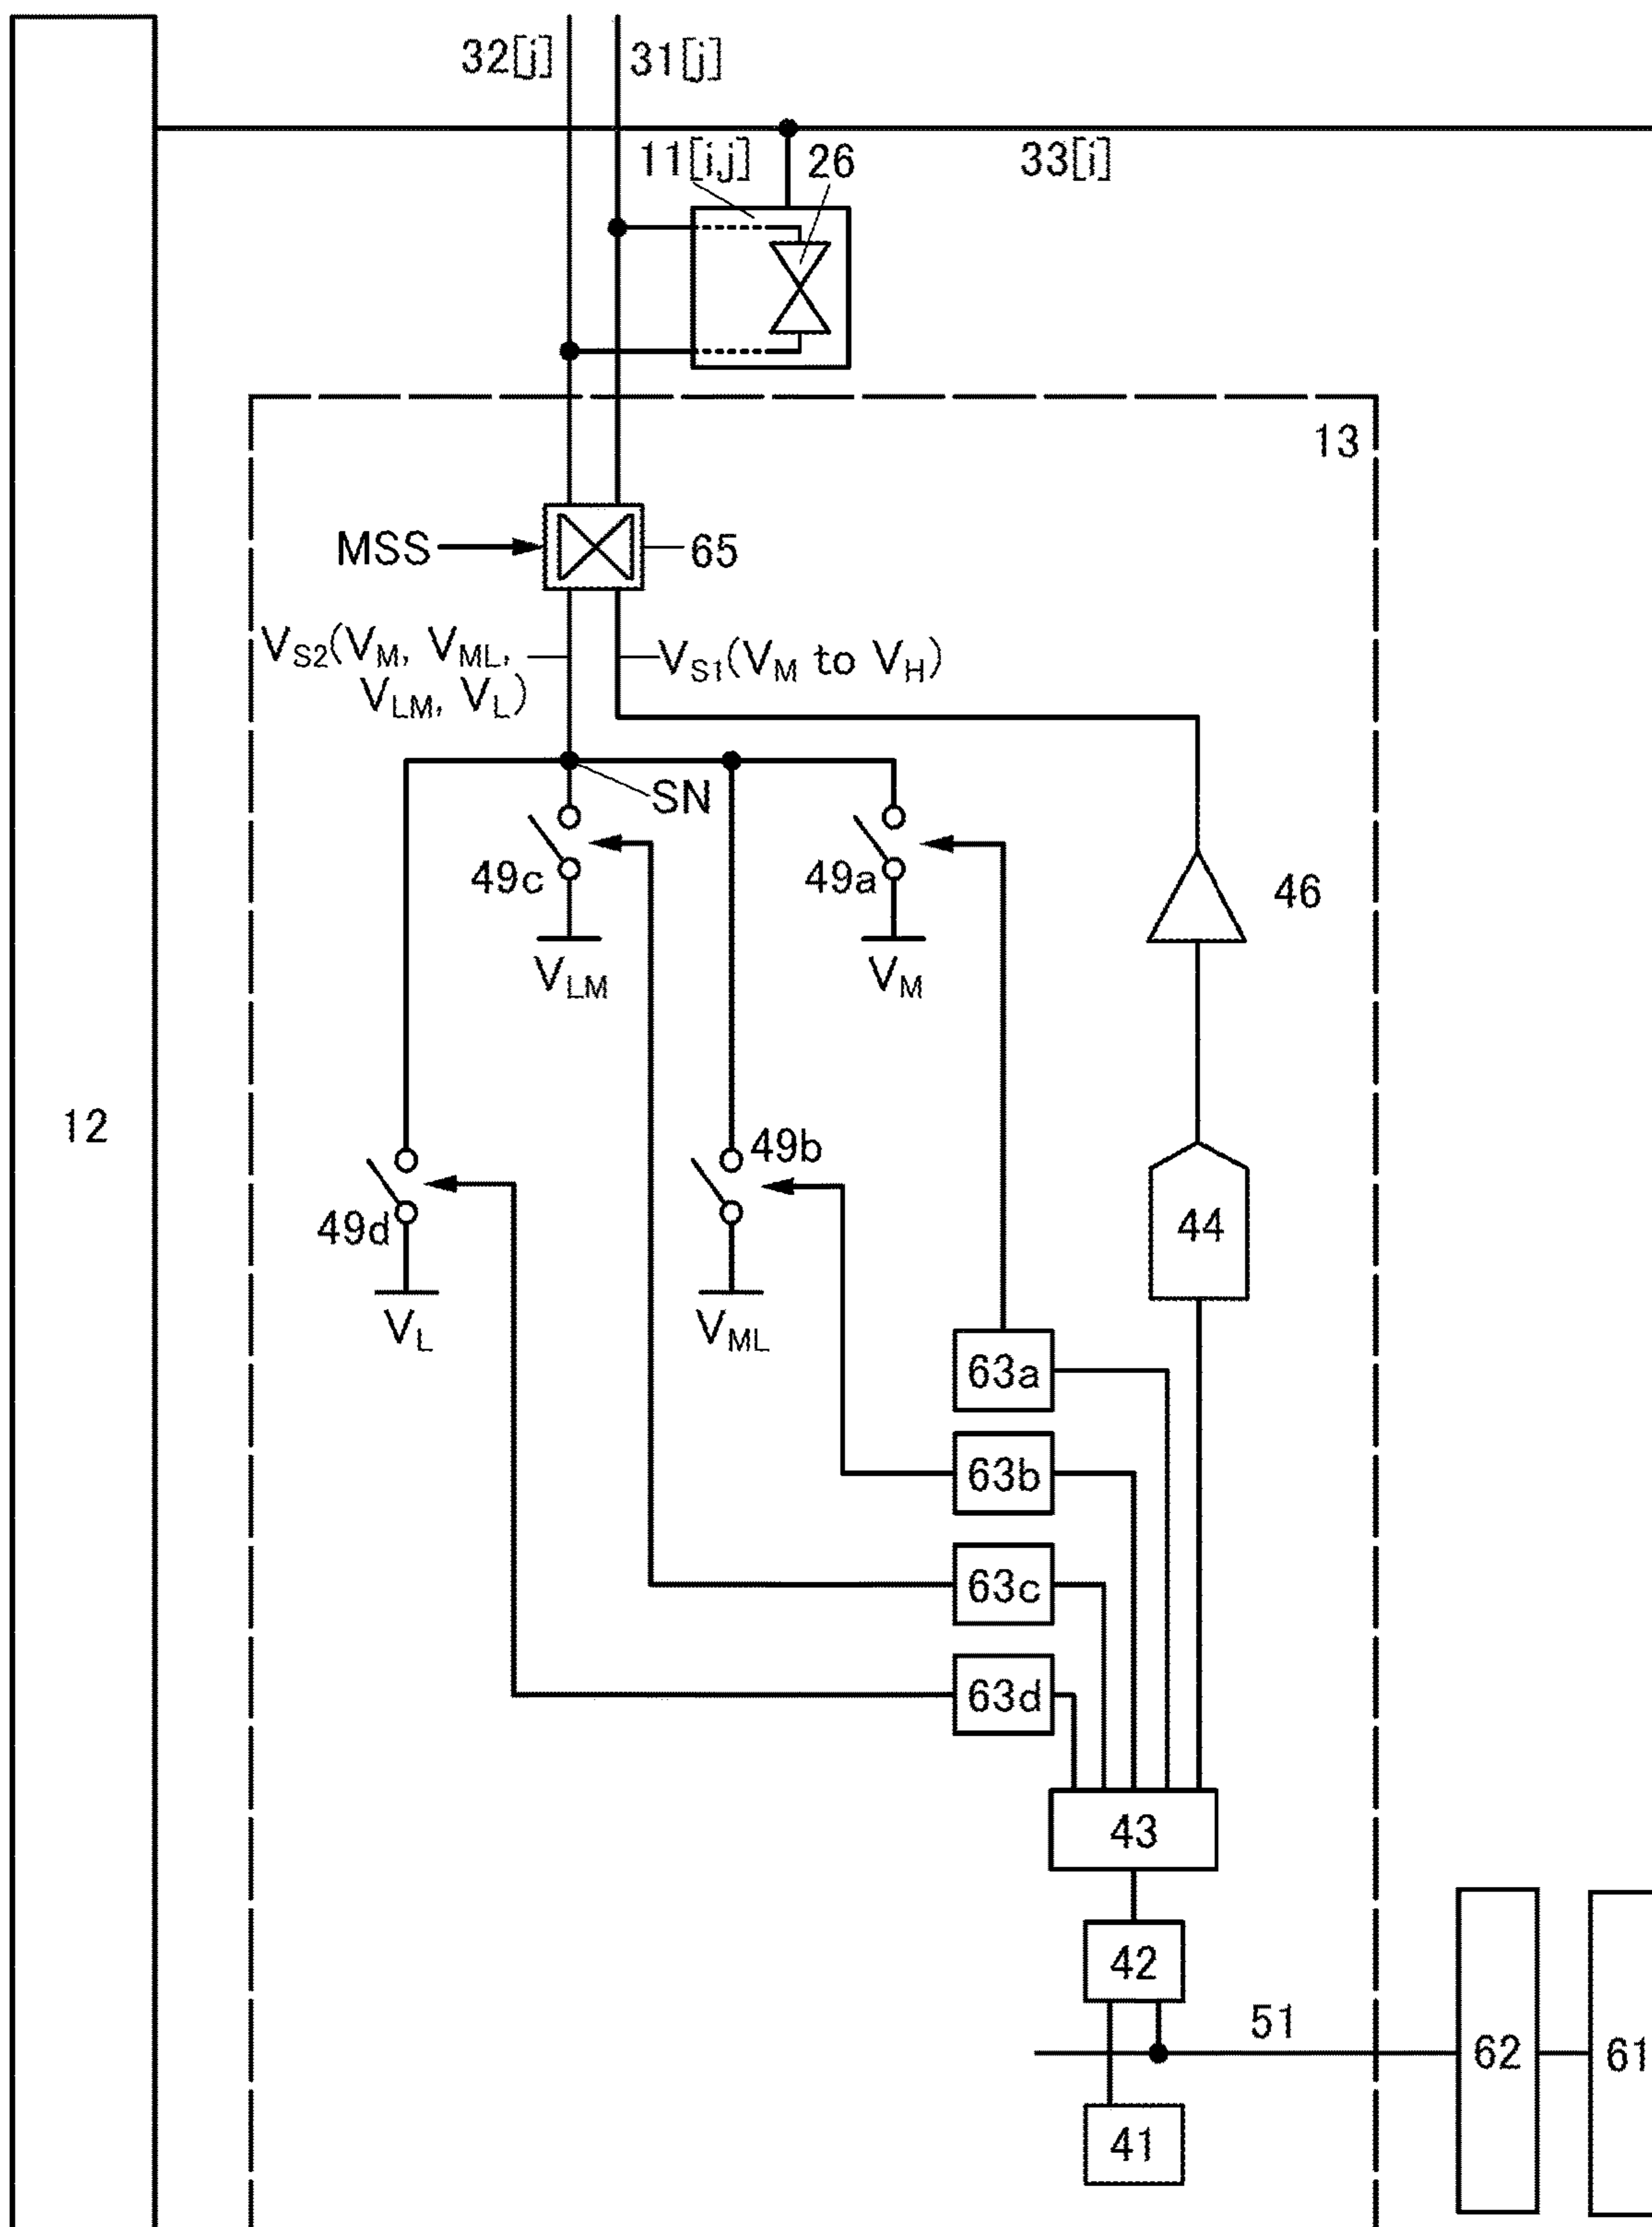 32[j]
31[j]
11[i,j]
26
33[i]
13
MSS
65
VS2(VM, VML,
VLM, VL)
VS1(VM to VH)
SN
49c
49a
46
VLM
VM
12
49b
49d
44
VL
VML
63a
63b
63c
63d
43
42
51
62
61
41